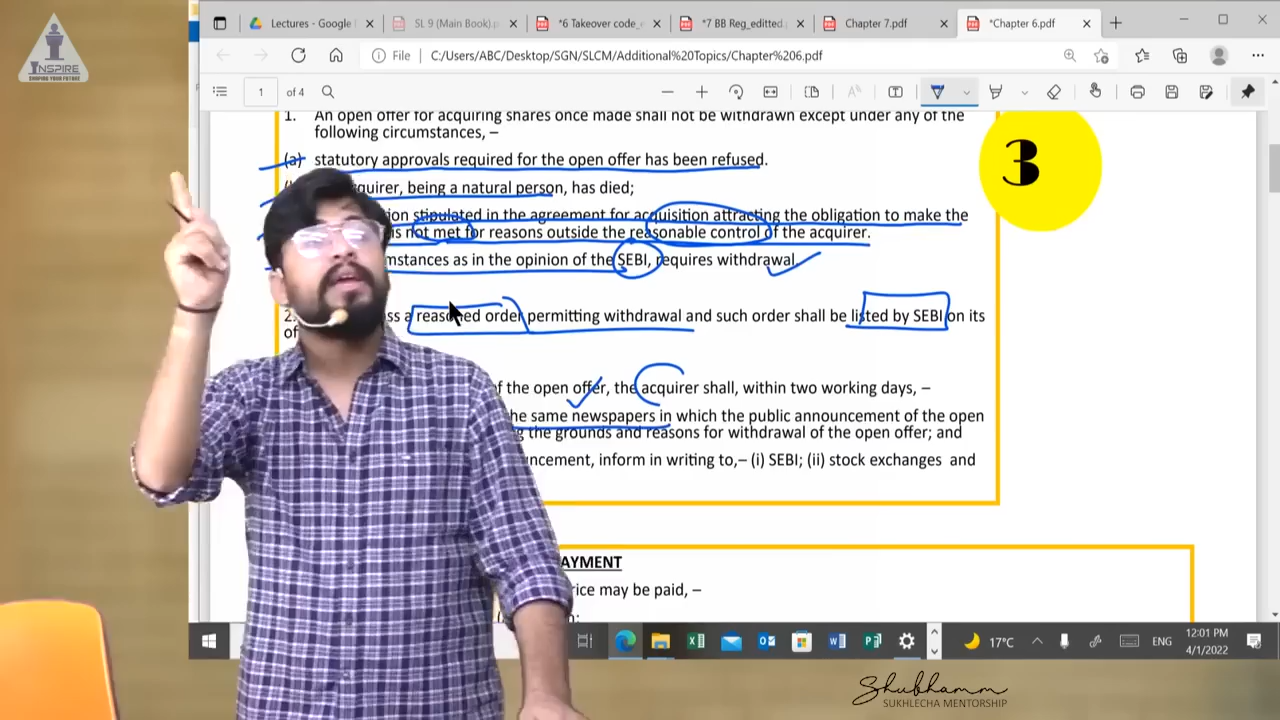 INSPIRE
SHAPING YOUR FUTURE
Lectures - Google
SL 9 (Main Book).p
*6 Takeover code_
*7 BB Reg_editted
Chapter 7.pdf
*Chapter 6.pdf
File C:/Users/ABC/Desktop/SGN/SLCM/Additional%20Topics/Chapter%206.pdf
1 of 4
1. An open offer for acquiring shares once made shall not be withdrawn except under any of the
following circumstances, –
(a) statutory approvals required for the open offer has been refused.
quirer, being a natural person, has died;
ion stipulated in the agreement for acquisition attracting the obligation to make the
is not met for reasons outside the reasonable control of the acquirer.
mstances as in the opinion of the SEBI, requires withdrawal
3
2. ss a reasoned order permitting withdrawal and such order shall be listed by SEBI on its
of
of the open offer, the acquirer shall, within two working days, –
he same newspapers in which the public announcement of the open
g the grounds and reasons for withdrawal of the open offer; and
ncement, inform in writing to,– (i) SEBI; (ii) stock exchanges and
AYMENT
rice may be paid, –
17°C
ENG
12:01 PM
4/1/2022
Shubhamm
SUKHLECHA MENTORSHIP